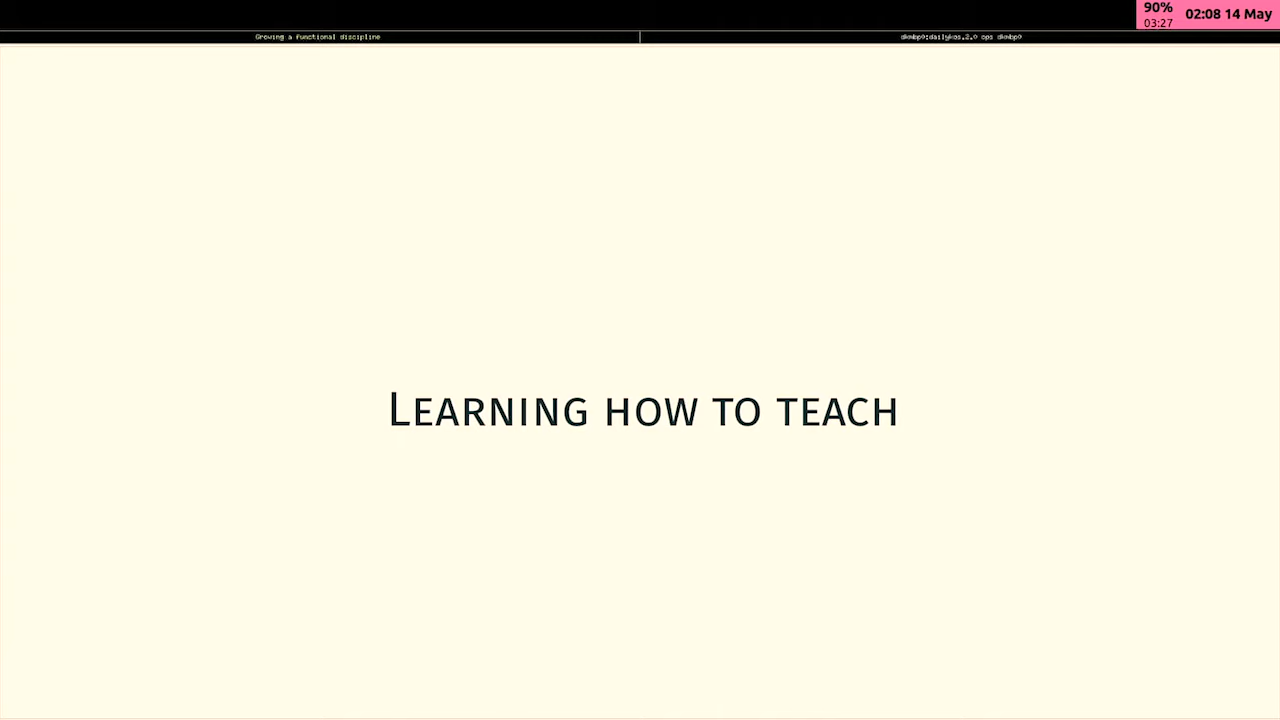 90%
03:27
02:08 14 May
Growing a functional discipline
LEARNING HOW TO TEACH